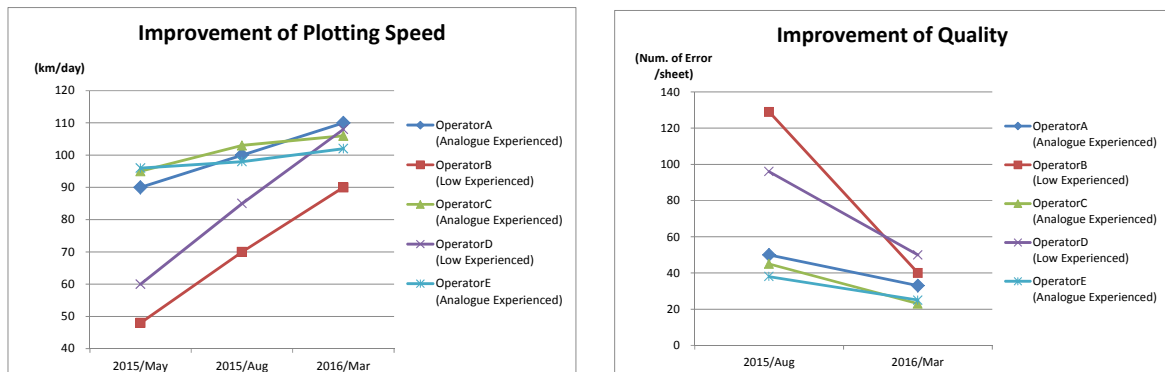 Improvement of Plotting Speed
(km/day)
120
110
100
90
80
70
60
50
40
2015/May 2015/Aug 2016/Mar
OperatorA
(Analogue Experienced)
OperatorB
(Low Experienced)
OperatorC
(Analogue Experienced)
OperatorD
(Low Experienced)
OperatorE
(Analogue Experienced)
Improvement of Quality
(Num. of Error
/sheet)
140
120
100
80
60
40
20
0
2015/Aug 2016/Mar
OperatorA
(Analogue Experienced)
OperatorB
(Low Experienced)
OperatorC
(Analogue Experienced)
OperatorD
(Low Experienced)
OperatorE
(Analogue Experienced)